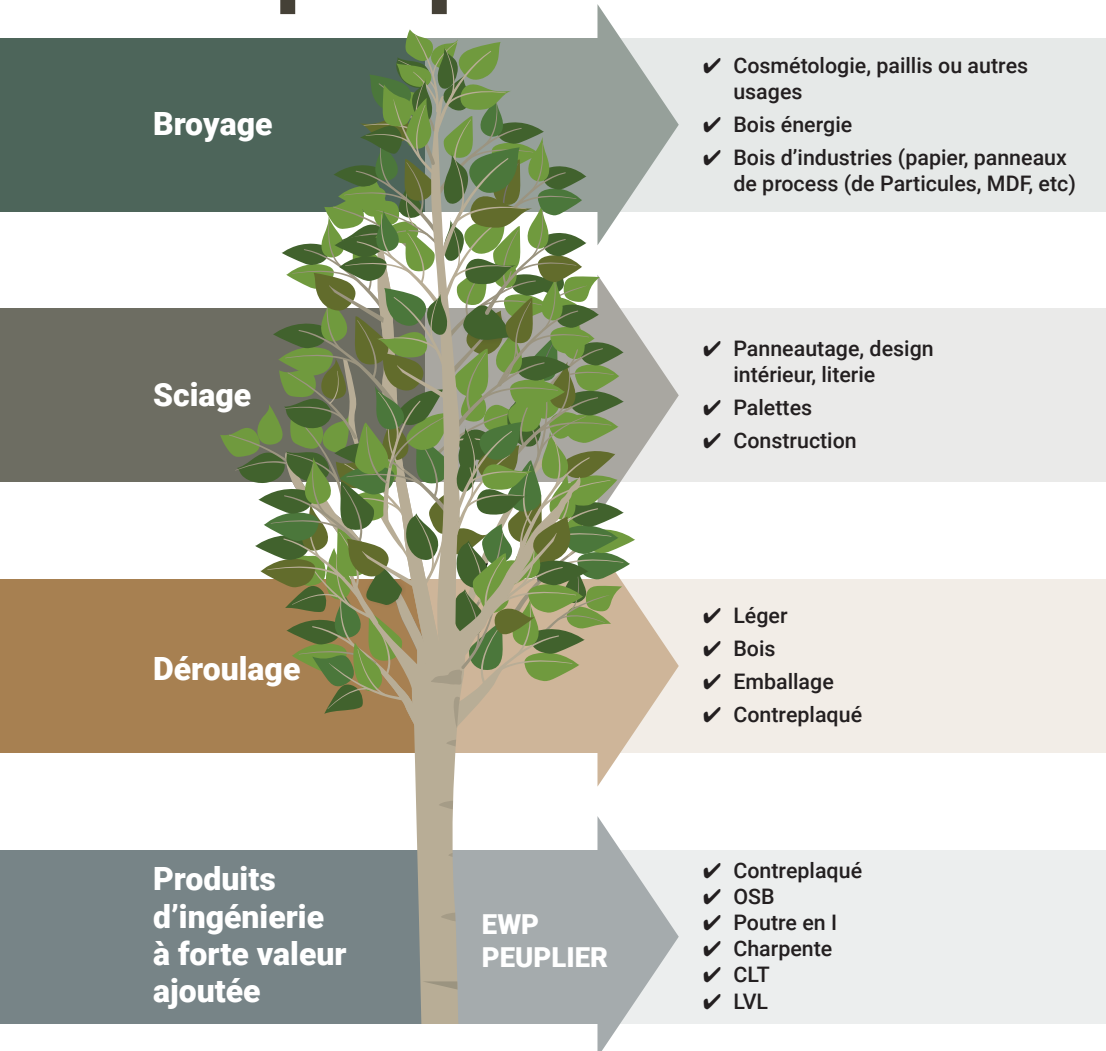 Broyage
✔ Cosmétologie, paillis ou autres
usages
✔ Bois énergie
✔ Bois d’industries (papier, panneaux
de process (de Particules, MDF, etc)
Sciage
✔ Panneautage, design
intérieur, literie
✔ Palettes
✔ Construction
Déroulage
✔ Léger
✔ Bois
✔ Emballage
✔ Contreplaqué
Produits
d’ingénierie
à forte valeur
ajoutée
EWP
PEUPLIER
✔ Contreplaqué
✔ OSB
✔ Poutre en I
✔ Charpente
✔ CLT
✔ LVL